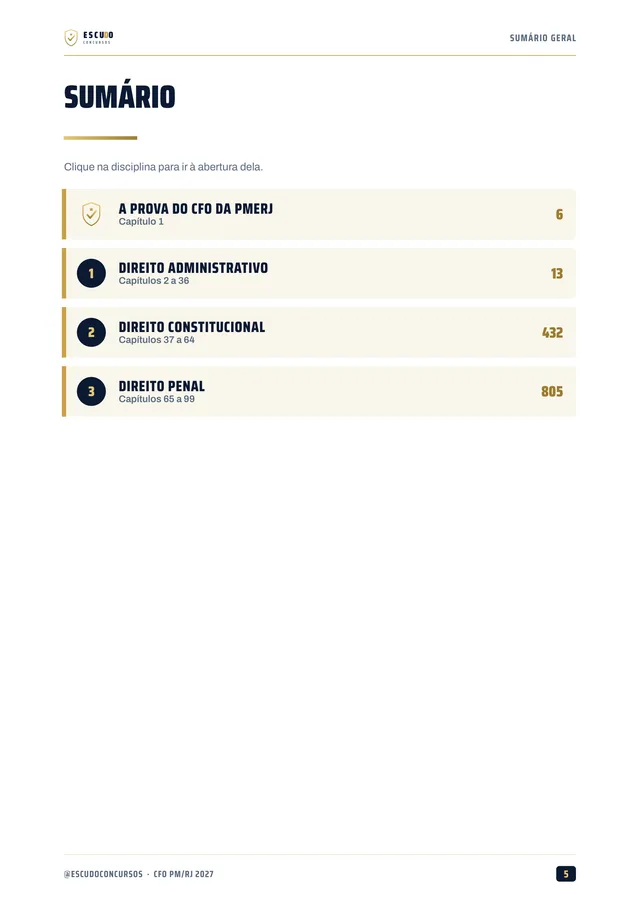 ESCUDO
CONCURSOS
SUMÁRIO GERAL
SUMÁRIO
Clique na disciplina para ir à abertura dela.
A PROVA DO CFO DA PMERJ
Capítulo 1
6
1
DIREITO ADMINISTRATIVO
Capítulos 2 a 36
13
2
DIREITO CONSTITUCIONAL
Capítulos 37 a 64
432
3
DIREITO PENAL
Capítulos 65 a 99
805
@ESCUDOCONCURSOS · CFO PM/RJ 2027
5